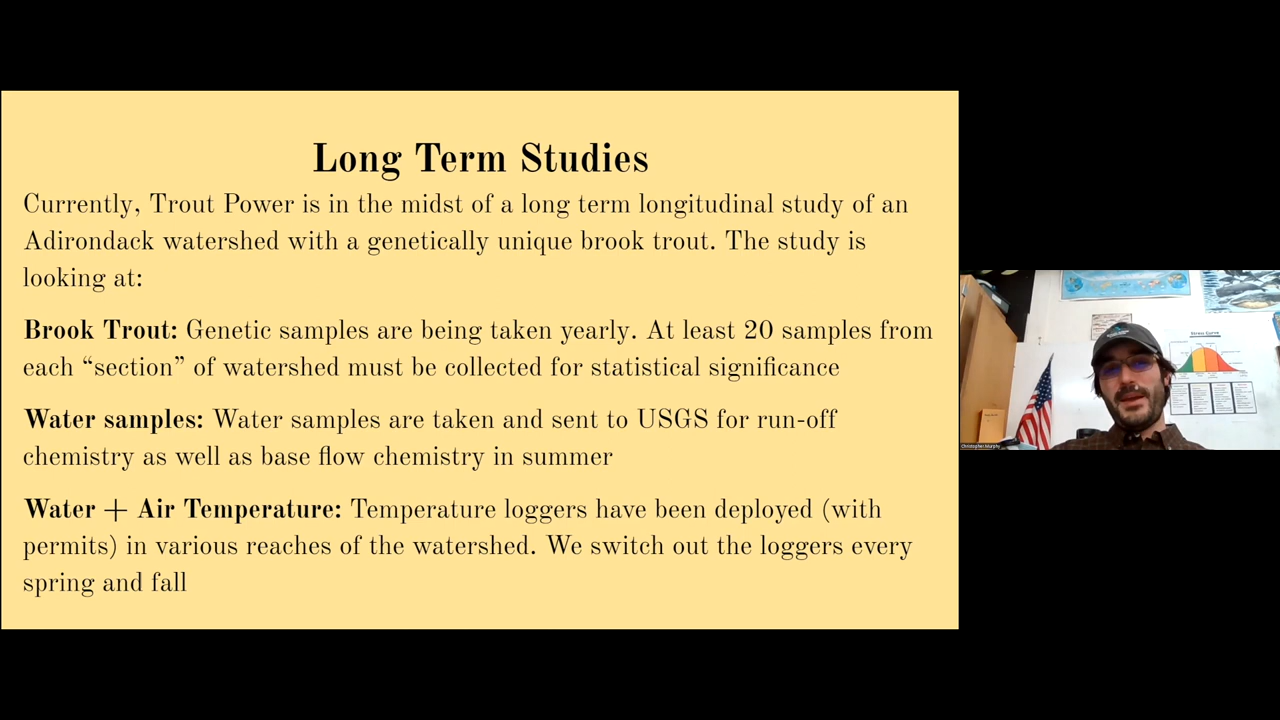 Long Term Studies
Currently, Trout Power is in the midst of a long term longitudinal study of an
Adirondack watershed with a genetically unique brook trout. The study is
looking at:
Brook Trout: Genetic samples are being taken yearly. At least 20 samples from
each “section” of watershed must be collected for statistical significance
Water samples: Water samples are taken and sent to USGS for run-off
chemistry as well as base flow chemistry in summer
Water + Air Temperature: Temperature loggers have been deployed (with
permits) in various reaches of the watershed. We switch out the loggers every
spring and fall
Stress Curve
Christopher Murphy